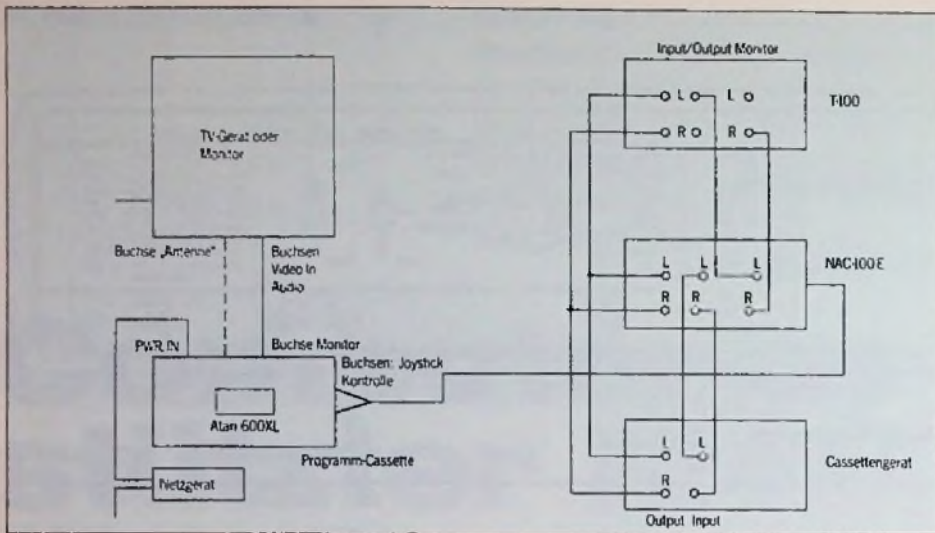 Input/Output Monitor
L L
T-100
R R
TV-Gerät oder
Monitor
Buchse „Antenne"
Buchsen
Video In
Audio
L L L
NAC-100 E
R R R
PWR IN
Buchse Monitor
Buchsen: Joystick
Kontrolle
Atari 600XL
Programm-Cassette
Netzgerät
L L
Cassettengerät
R
Output Input